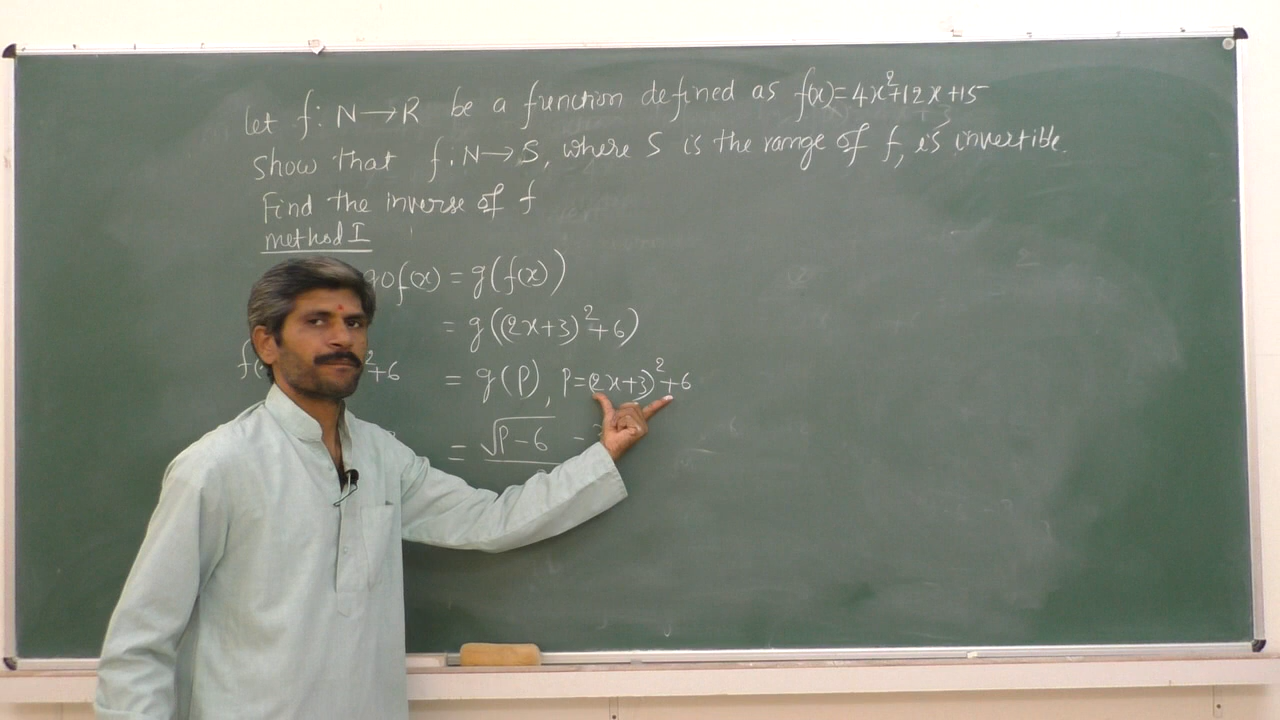 let f: N→R be a function defined as f(x)=4x²+12x+15
Show that f: N→S, where S is the range of f, is invertible.
Find the inverse of f
method I
gof(x) = g(f(x))
= g((2x+3)²+6)
f( ²+6 = g(P), P=(2x+3)²+6
= √P-6 -